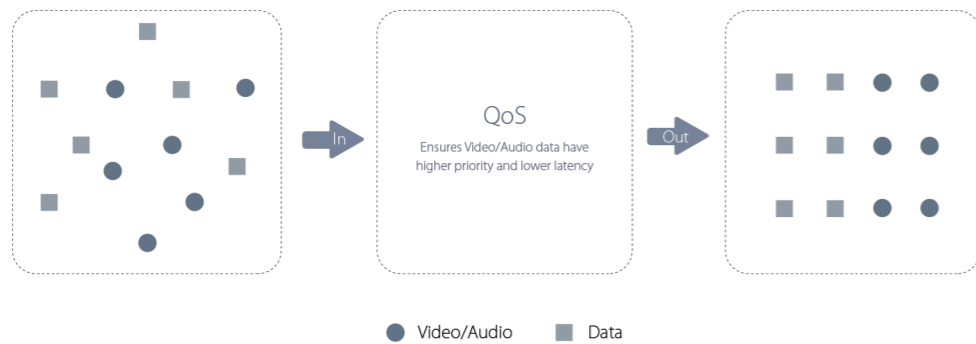 In
QoS
Ensures Video/Audio data have
higher priority and lower latency
Out
Video/Audio
Data